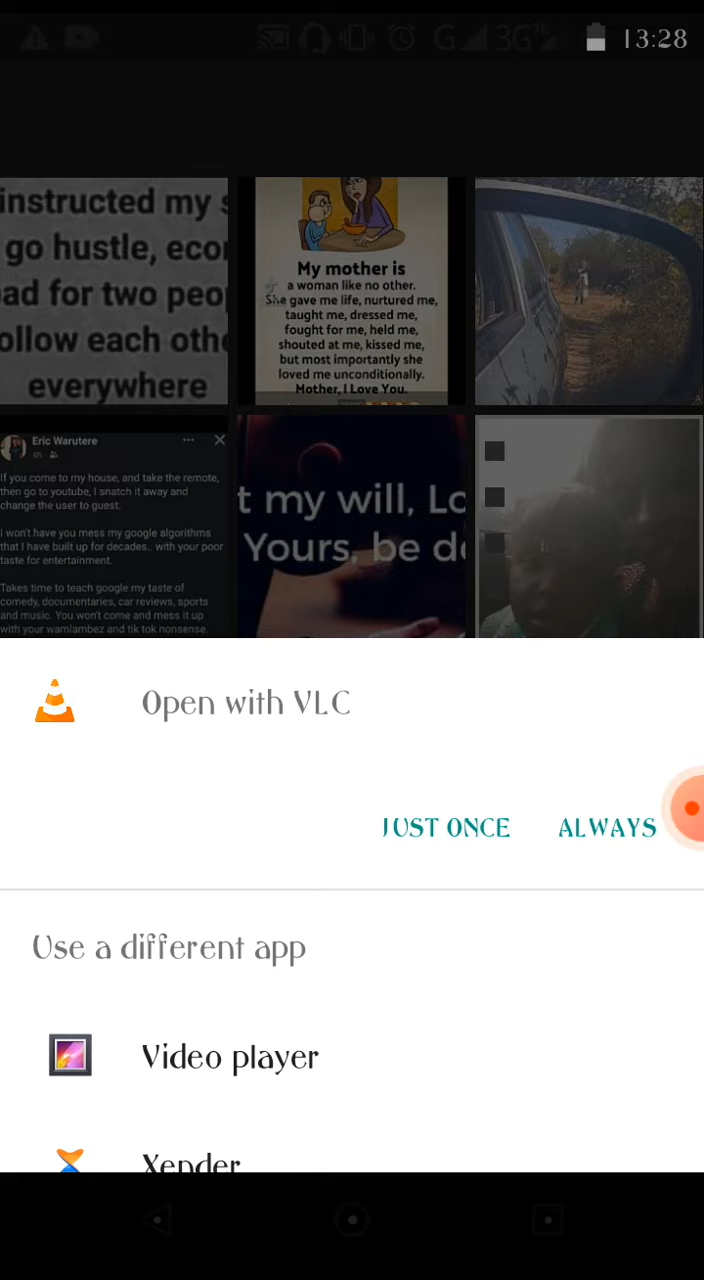 G 3G 13:28
instructed my
go hustle, econ
ad for two peop
ollow each othe
everywhere
My mother is
a woman like no other.
She gave me life, nurtured me,
taught me, dressed me,
fought for me, held me,
shouted at me, kissed me,
but most importantly she
loved me unconditionally.
Mother, I Love You.
Eric Warutere
4h
If you come to my house, and take the remote,
then go to youtube, I snatch it away and
change the user to guest.
I won't have you mess my google algorithms
that I have built up for decades.. with your poor
taste for entertainment.
Takes time to teach google my taste of
comedy, documentaries, car reviews, sports
and music. You won't come and mess it up
with your wamlambez and tik tok nonsense.
t my will, Lo
Yours, be do
Open with VLC
JUST ONCE ALWAYS
Use a different app
Video player
Xender